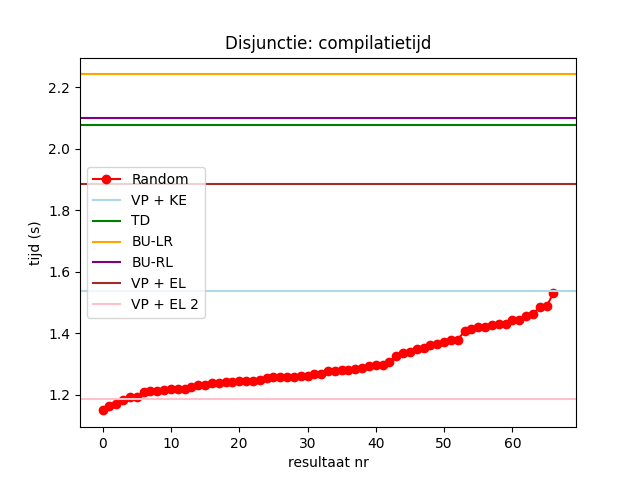 Disjunctie: compilatietijd
tijd (s)
2.2
2.0
1.8
1.6
1.4
1.2
Random
VP + KE
TD
BU-LR
BU-RL
VP + EL
VP + EL 2
0 10 20 30 40 50 60
resultaat nr